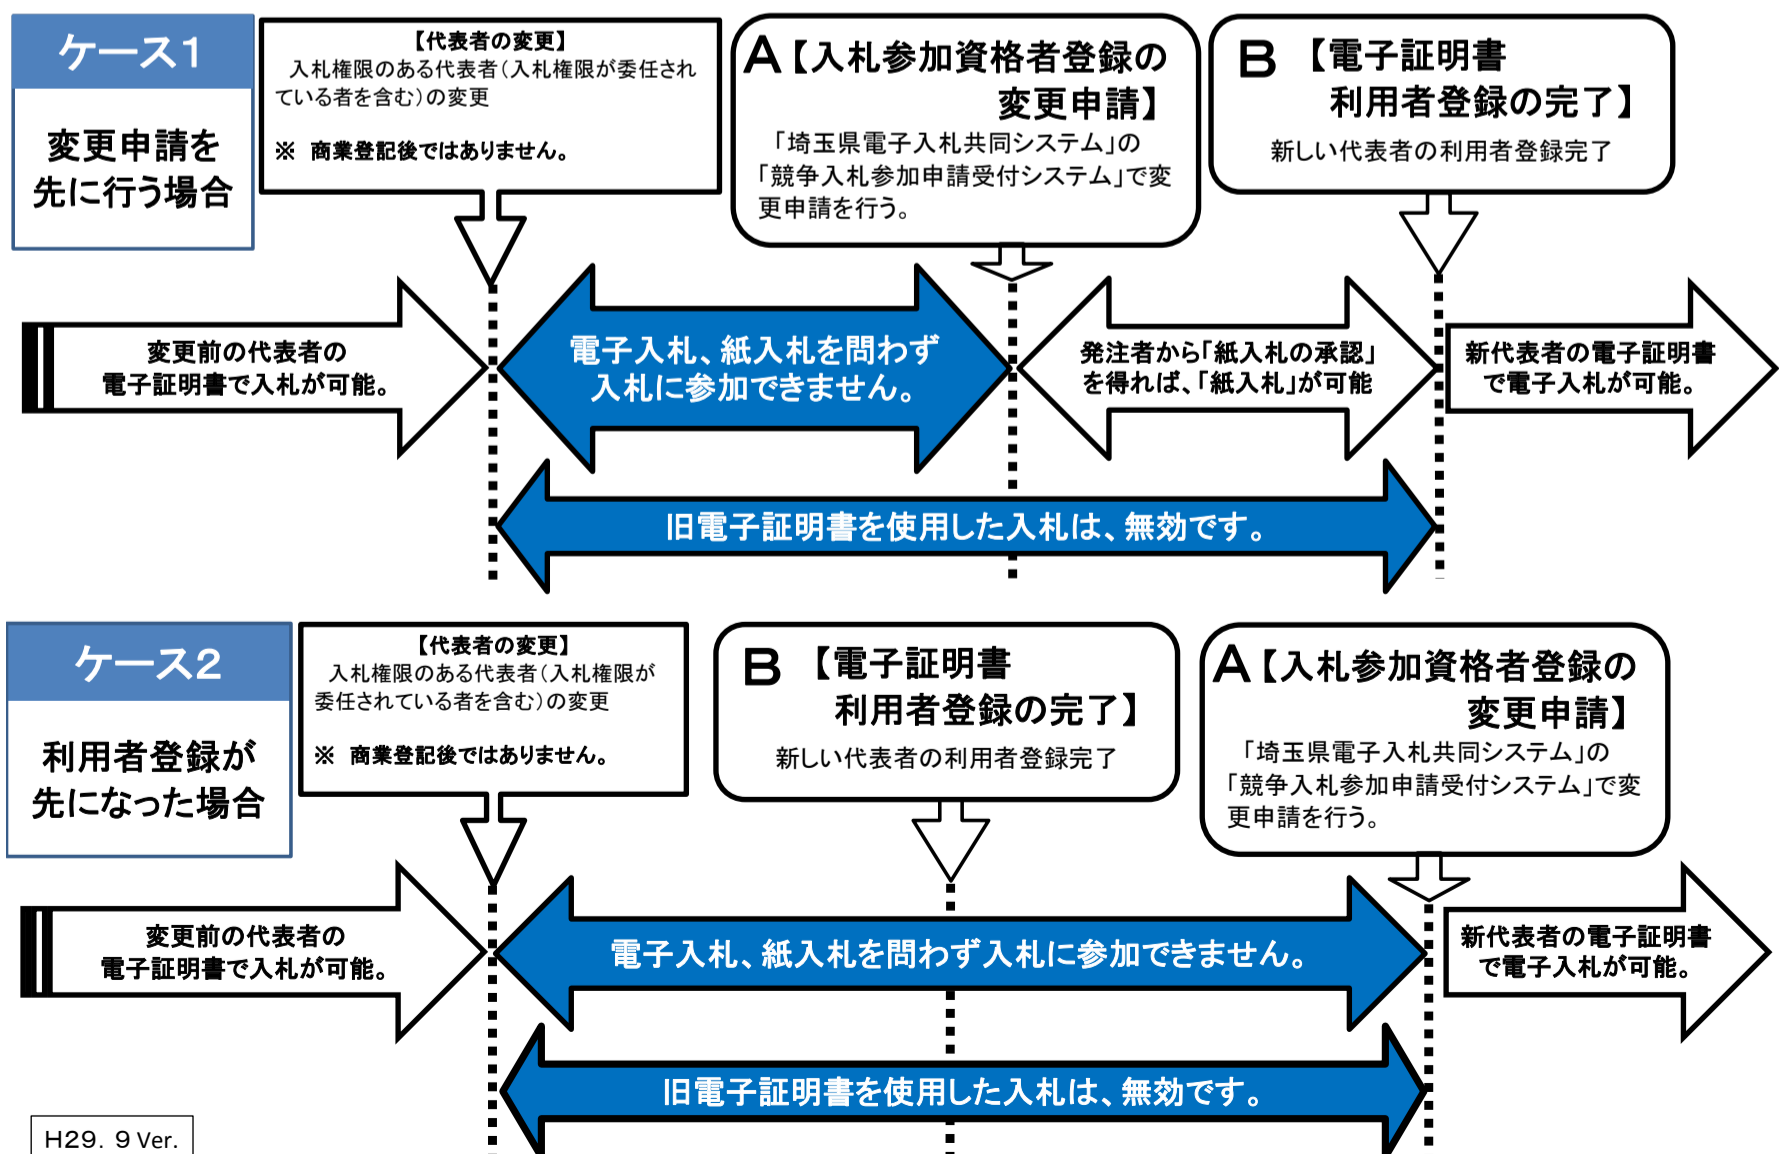 ケース1
変更申請を
先に行う場合
【代表者の変更】
入札権限のある代表者（入札権限が委任され
ている者を含む）の変更
※ 商業登記後ではありません。
A【入札参加資格者登録の
変更申請】
「埼玉県電子入札共同システム」の
「競争入札参加申請受付システム」で変
更申請を行う。
B 【電子証明書
利用者登録の完了】
新しい代表者の利用者登録完了
変更前の代表者の
電子証明書で入札が可能。
電子入札、紙入札を問わず
入札に参加できません。
発注者から「紙入札の承認」
を得れば、「紙入札」が可能
新代表者の電子証明書
で電子入札が可能。
旧電子証明書を使用した入札は、無効です。
ケース2
利用者登録が
先になった場合
【代表者の変更】
入札権限のある代表者（入札権限が
委任されている者を含む）の変更
※ 商業登記後ではありません。
B 【電子証明書
利用者登録の完了】
新しい代表者の利用者登録完了
A【入札参加資格者登録の
変更申請】
「埼玉県電子入札共同システム」の
「競争入札参加申請受付システム」で変
更申請を行う。
変更前の代表者の
電子証明書で入札が可能。
電子入札、紙入札を問わず入札に参加できません。
新代表者の電子証明書
で電子入札が可能。
旧電子証明書を使用した入札は、無効です。
H29．9 Ver.